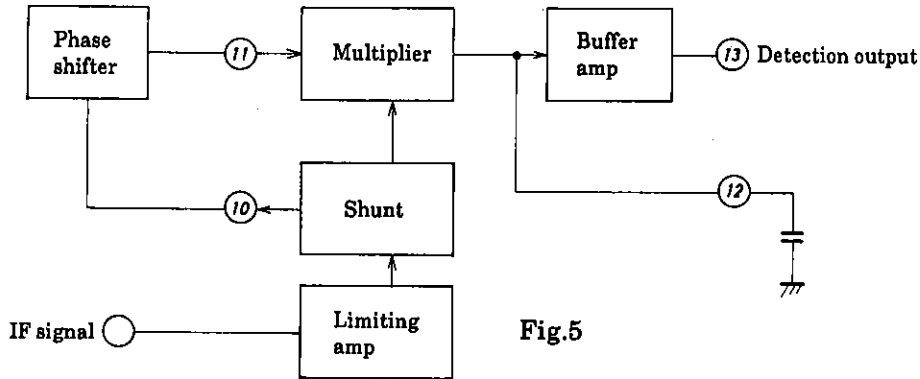 Phase
shifter
11
Multiplier
Buffer
amp
13 Detection output
10
Shunt
12
IF signal
Limiting
amp
Fig.5